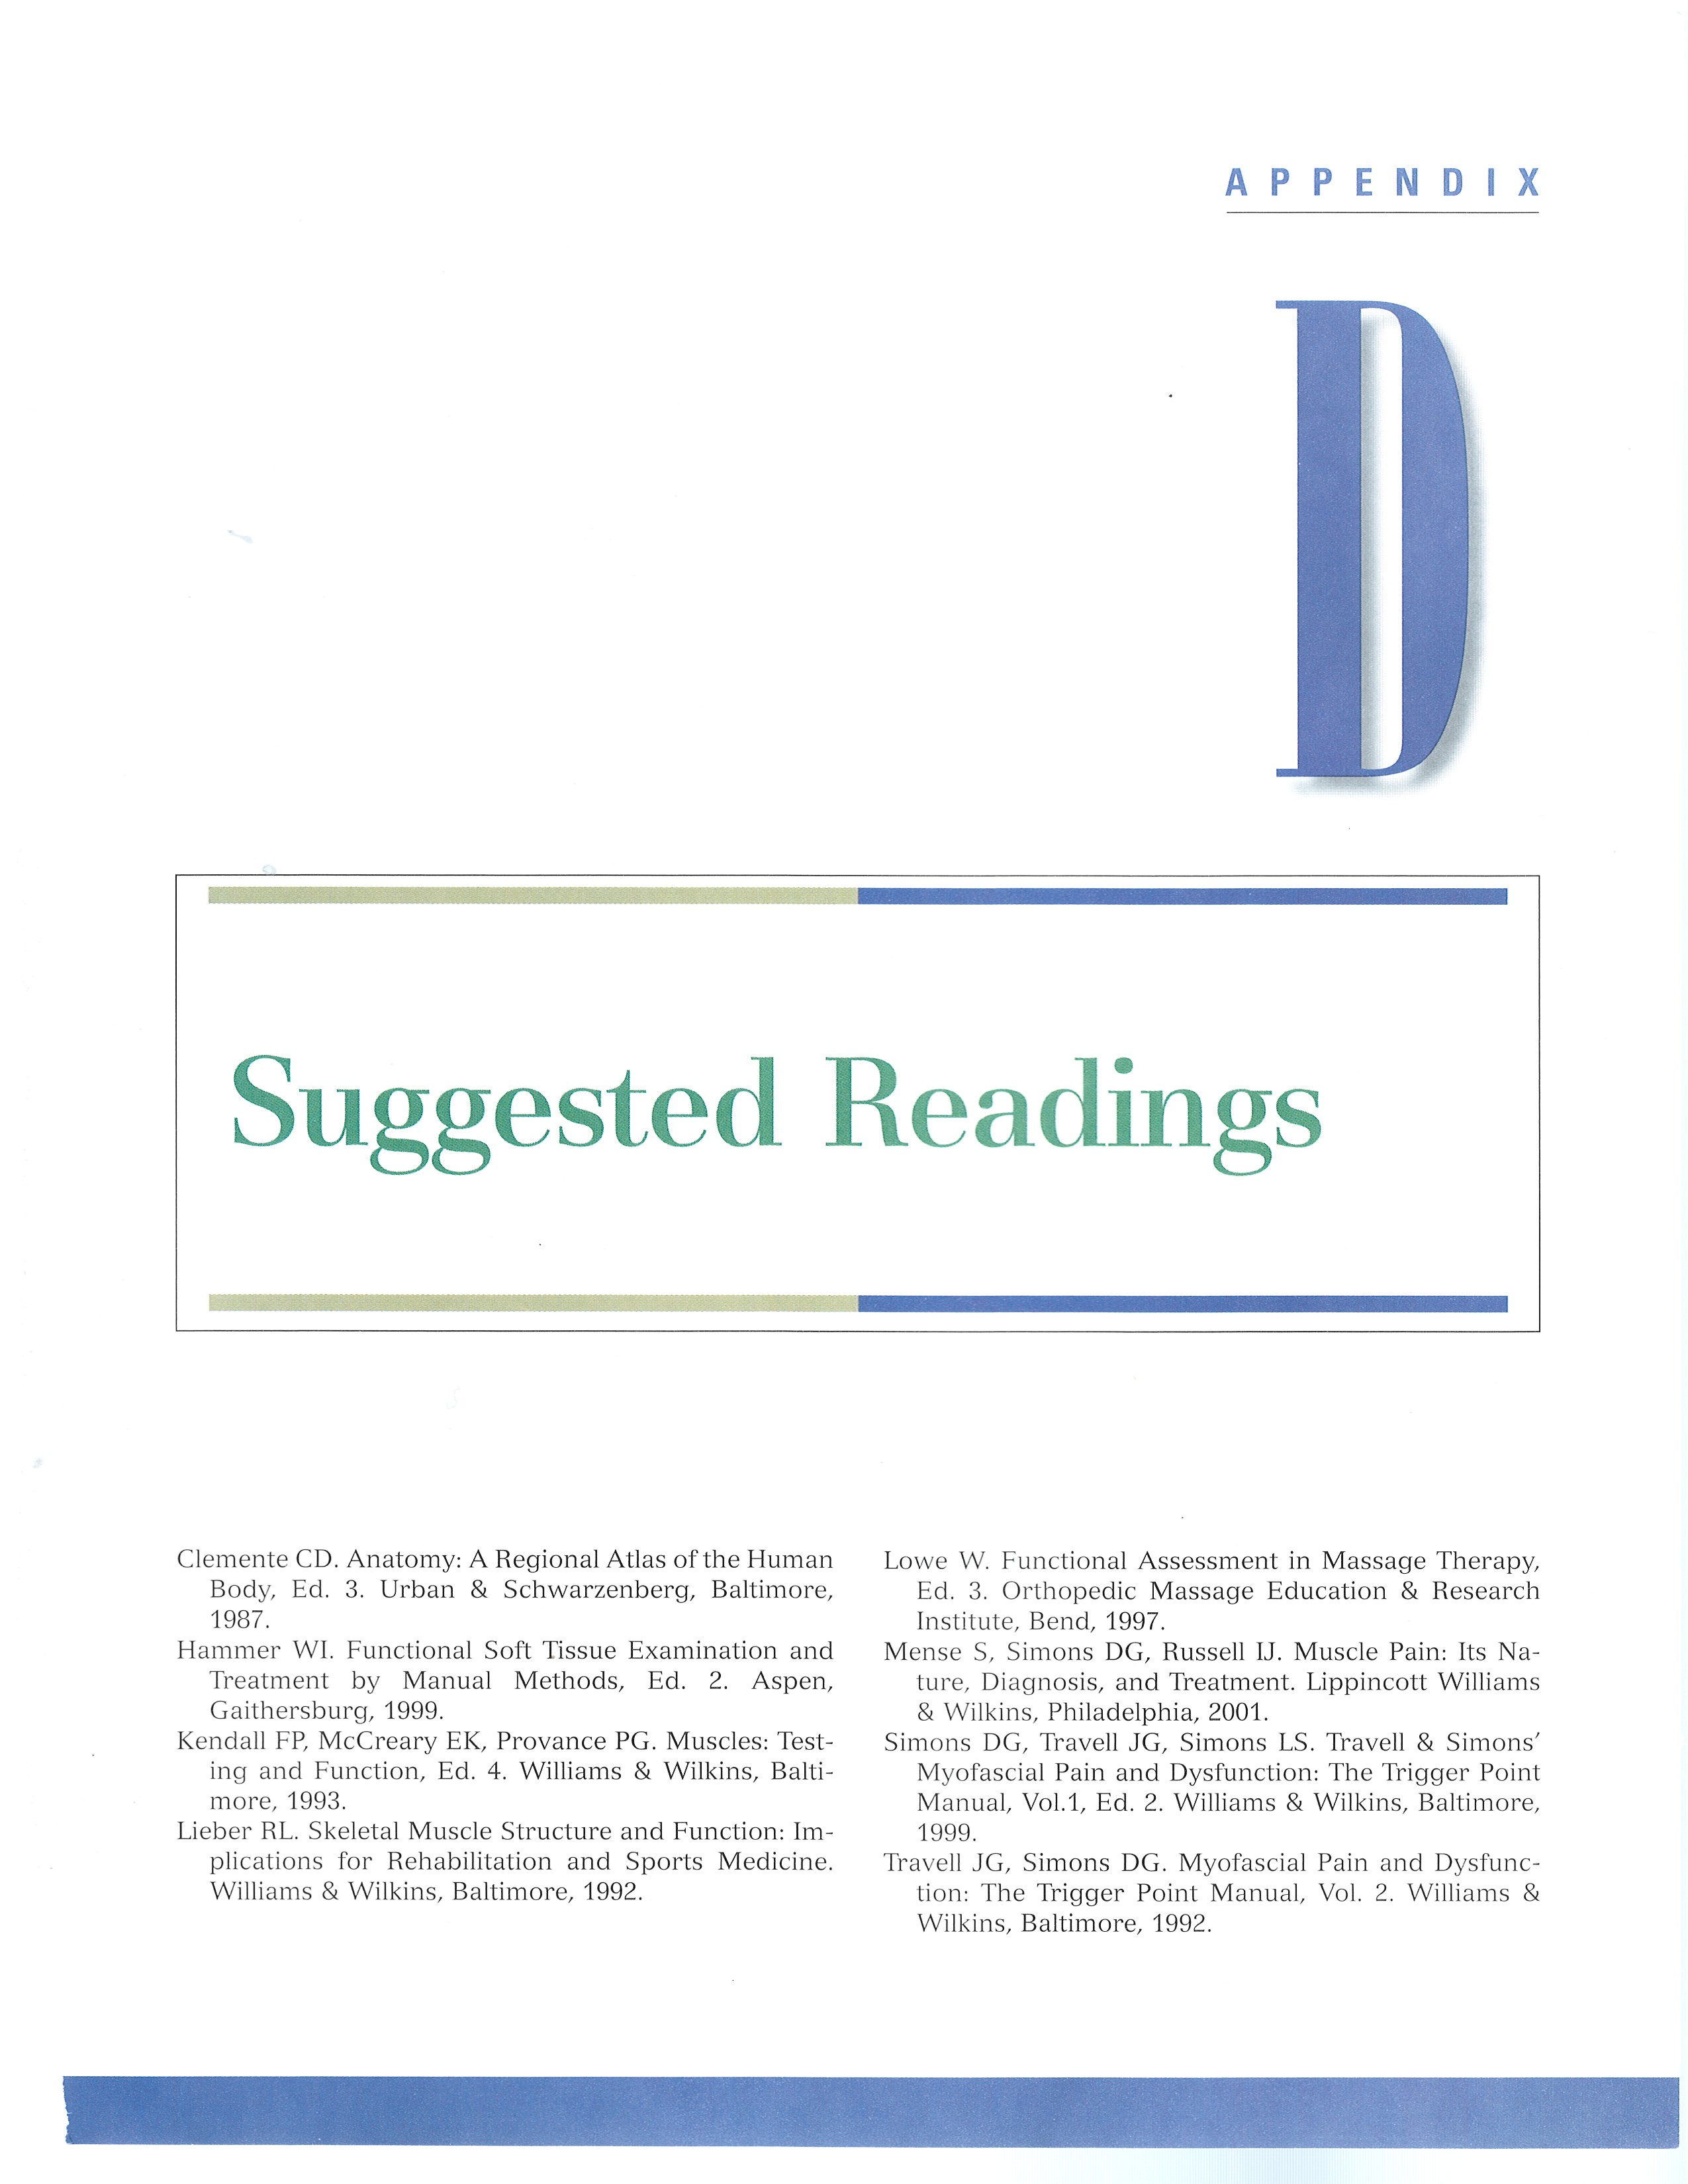 APPENDIX
D
Suggested Readings
Clemente CD. Anatomy: A Regional Atlas of the Human
Body, Ed. 3. Urban & Schwarzenberg, Baltimore,
1987.
Hammer WI. Functional Soft Tissue Examination and
Treatment by Manual Methods, Ed. 2. Aspen,
Gaithersburg, 1999.
Kendall FP, McCreary EK, Provance PG. Muscles: Test-
ing and Function, Ed. 4. Williams & Wilkins, Balti-
more, 1993.
Lieber RL. Skeletal Muscle Structure and Function: Im-
plications for Rehabilitation and Sports Medicine.
Williams & Wilkins, Baltimore, 1992.
Lowe W. Functional Assessment in Massage Therapy,
Ed. 3. Orthopedic Massage Education & Research
Institute, Bend, 1997.
Mense S, Simons DG, Russell IJ. Muscle Pain: Its Na-
ture, Diagnosis, and Treatment. Lippincott Williams
& Wilkins, Philadelphia, 2001.
Simons DG, Travell JG, Simons LS. Travell & Simons'
Myofascial Pain and Dysfunction: The Trigger Point
Manual, Vol.1, Ed. 2. Williams & Wilkins, Baltimore,
1999.
Travell JG, Simons DG. Myofascial Pain and Dysfunc-
tion: The Trigger Point Manual, Vol. 2. Williams &
Wilkins, Baltimore, 1992.